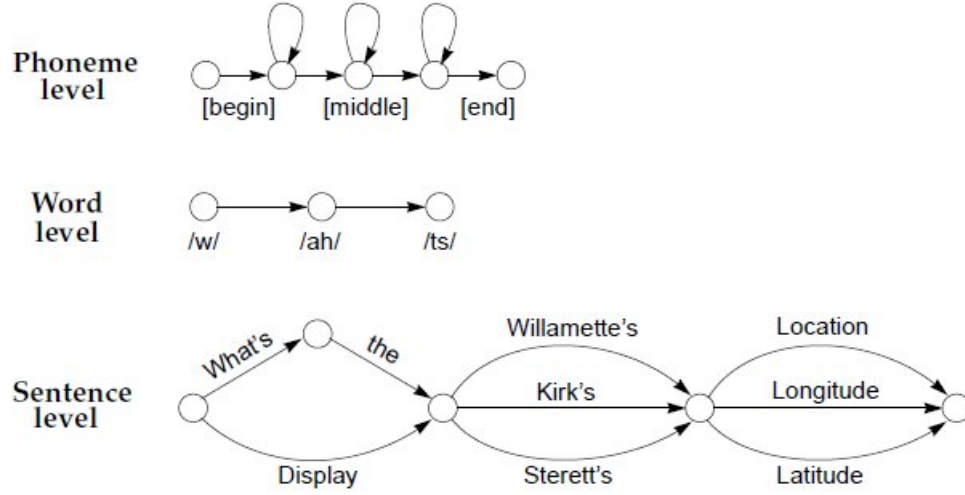 Phoneme
level
[begin] [middle] [end]
Word
level
/w/ /ah/ /ts/
Sentence
level
What's the Willamette's Location
Kirk's Longitude
Display Sterett's Latitude